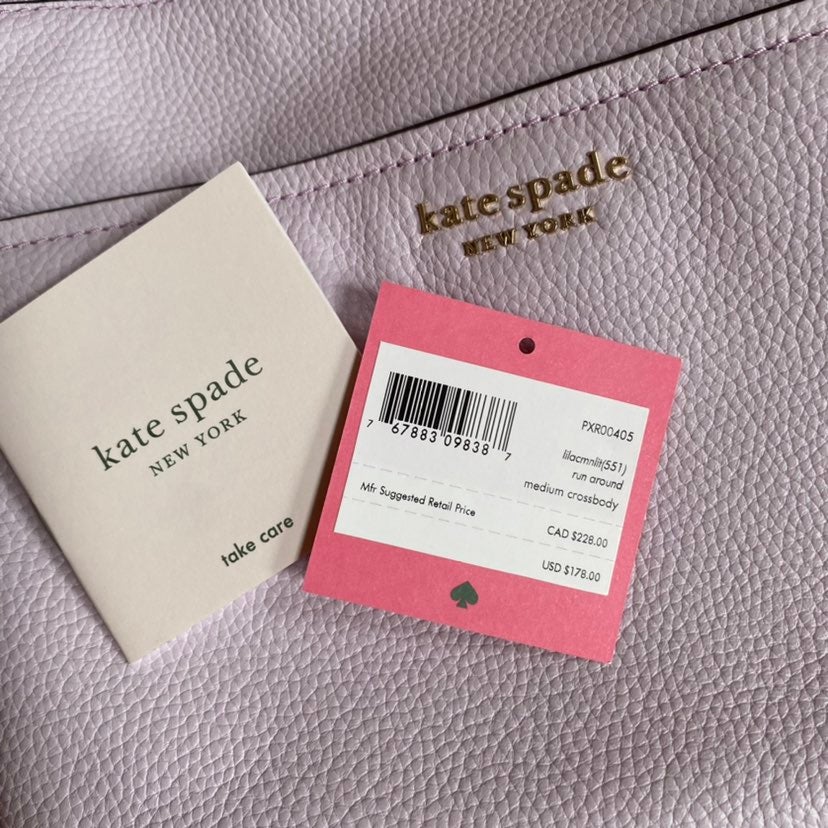 kate spade
NEW YORK
kate spade
NEW YORK
take care
7 67883 09838 7
PXR00405
lilacmnlit(551)
run around
medium crossbody
Mfr Suggested Retail Price
CAD $228.00
USD $178.00